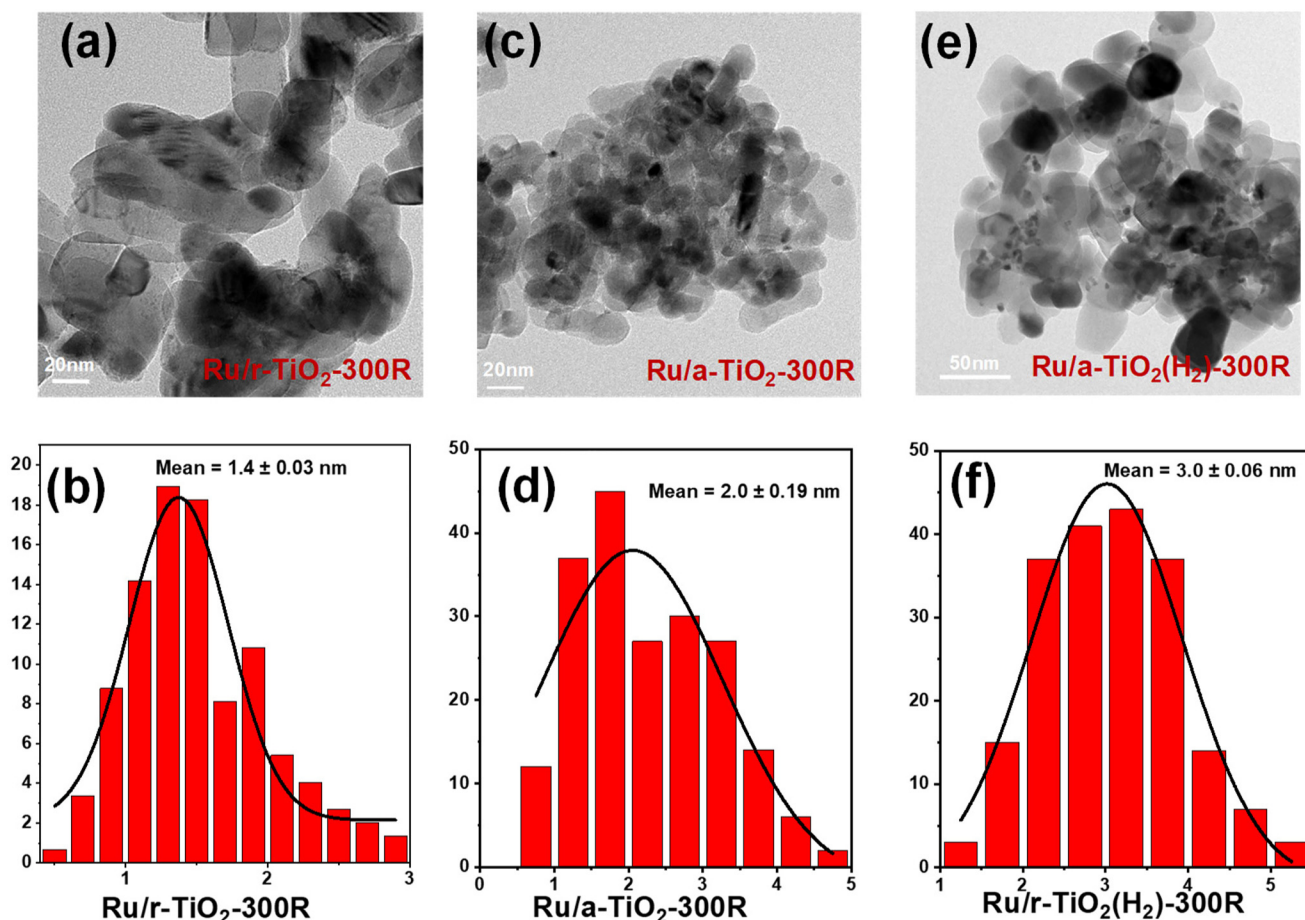 (a)
20nm
Ru/r-TiO₂-300R
(c)
20nm
Ru/a-TiO₂-300R
(e)
50nm
Ru/a-TiO₂(H₂)-300R
(b)
Mean = 1.4 ± 0.03 nm
20
18
16
14
12
10
8
6
4
2
0
1
2
3
Ru/r-TiO₂-300R
(d)
Mean = 2.0 ± 0.19 nm
50
40
30
20
10
0
0
1
2
3
4
5
Ru/a-TiO₂-300R
(f)
Mean = 3.0 ± 0.06 nm
50
40
30
20
10
0
1
2
3
4
5
Ru/r-TiO₂(H₂)-300R